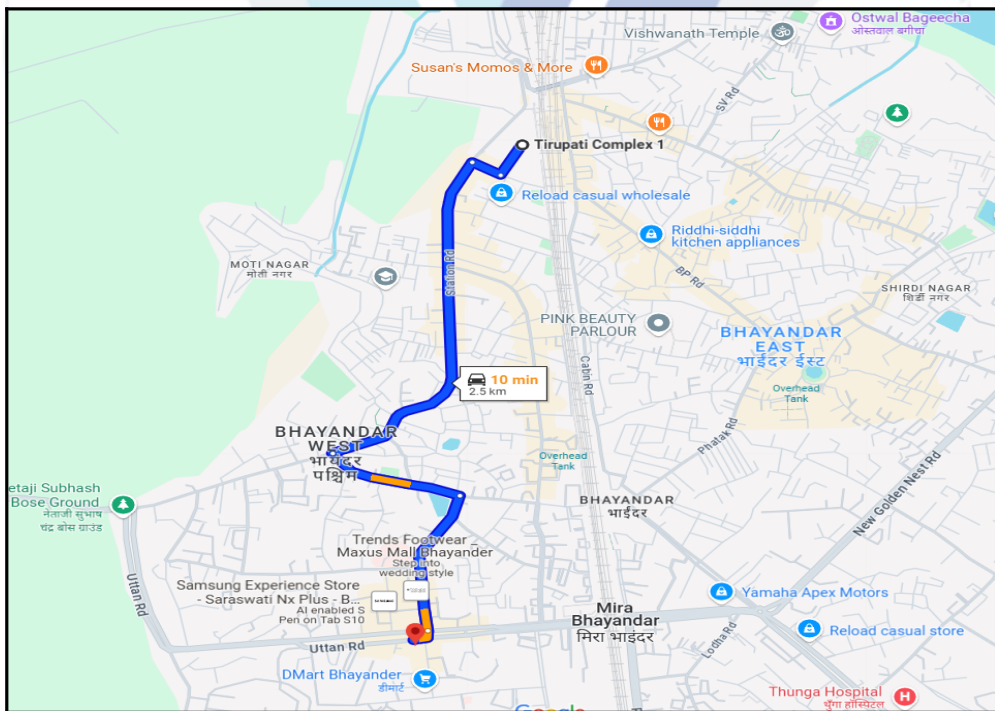 Ostwal Bageecha
ओस्तवाल बगीचा
Vishwanath Temple
Susan's Momos & More
SV Rd
Tirupati Complex 1
Reload casual wholesale
Riddhi-siddhi
kitchen appliances
MOTI NAGAR
मोती नगर
Station Rd
BP Rd
SHIRDI NAGAR
शिर्डी नगर
PINK BEAUTY
PARLOUR
BHAYANDAR
EAST
भाईंदर ईस्ट
Cabin Rd
10 min
2.5 km
Overhead
Tank
BHAYANDAR
WEST
भायंदर
पश्चिम
Phatak Rd
Overhead
Tank
New Golden Nest Rd
etaji Subhash
Bose Ground
नेताजी सुभाष
चंद्र बोस ग्राउंड
BHAYANDAR
भाईंदर
Trends Footwear _
Maxus Mall Bhayander
Step into
wedding style
Samsung Experience Store
- Saraswati Nx Plus - B...
AI enabled S
Pen on Tab S10
Uttan Rd
Yamaha Apex Motors
Mira
Bhayandar
मिरा भाइंदर
Reload casual store
Lodha Rd
Uttan Rd
DMart Bhayander
डीमार्ट
Thunga Hospital
थुँगा हॉस्पिटल
Google